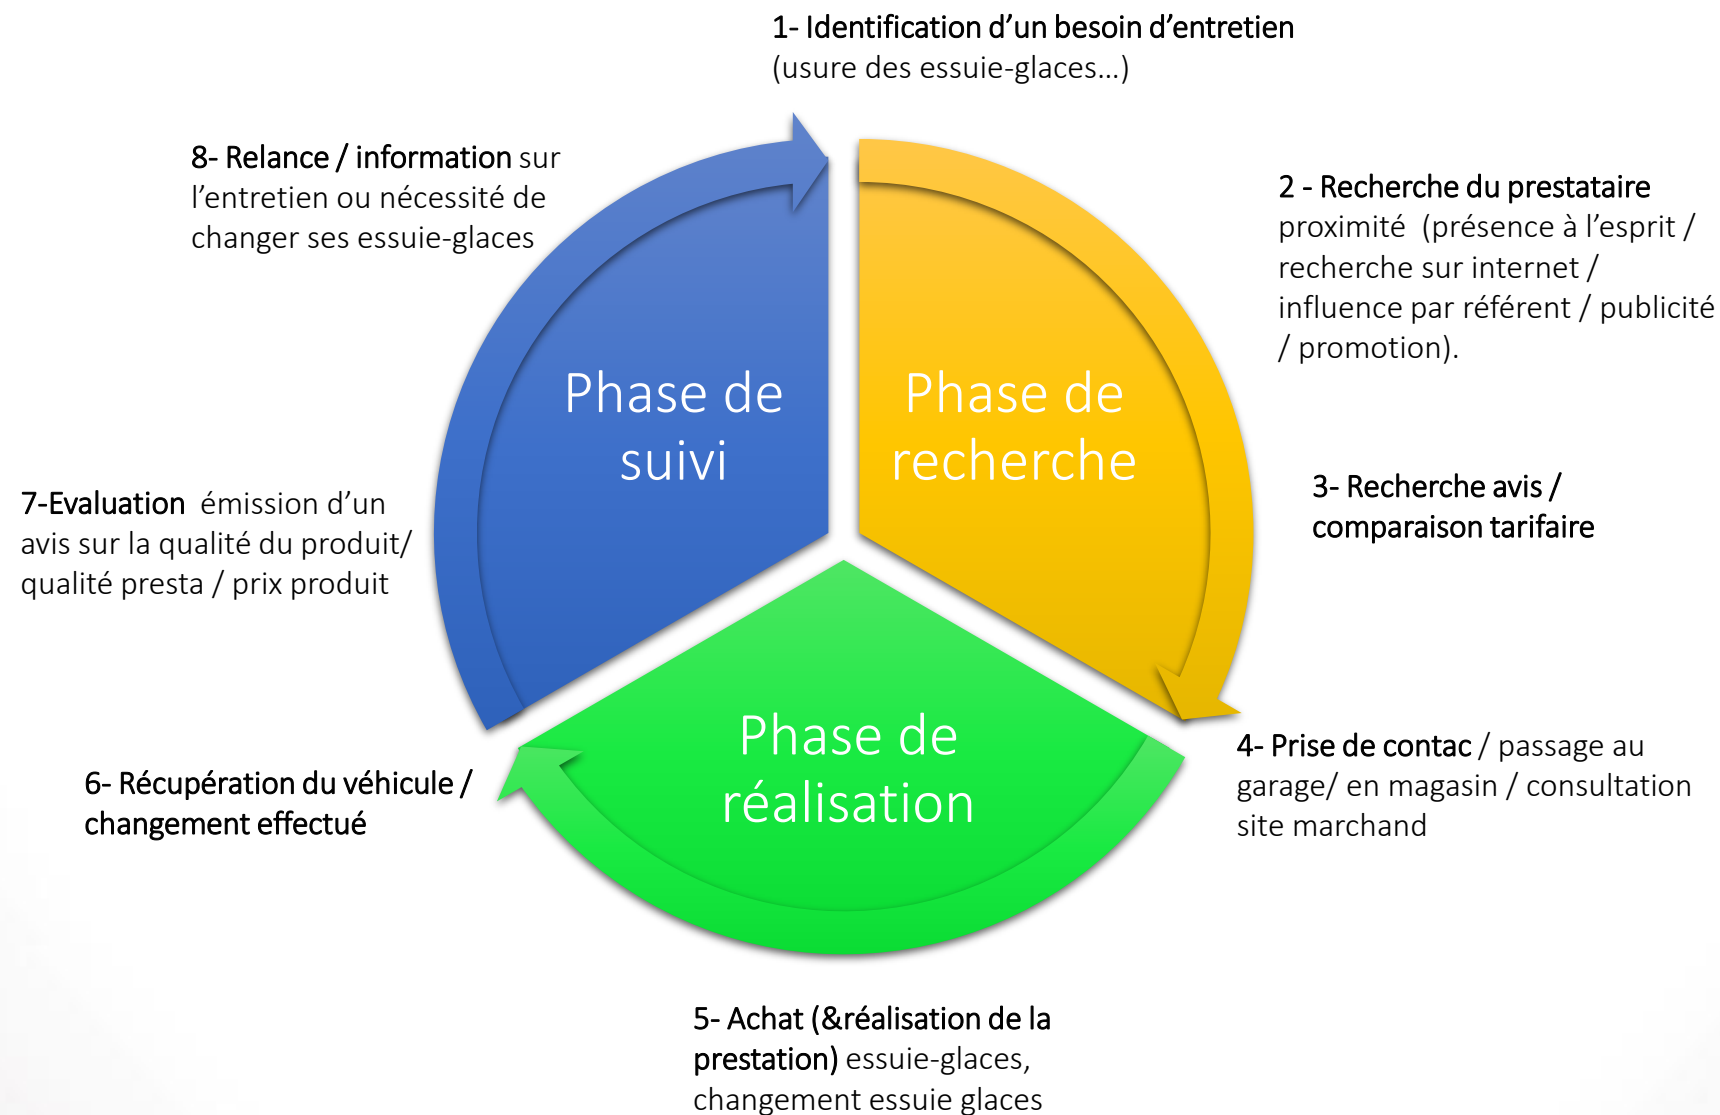 1- Identification d’un besoin d’entretien
(usure des essuie-glaces…)
2 - Recherche du prestataire
proximité (présence à l’esprit /
recherche sur internet /
influence par référent / publicité
/ promotion).
3- Recherche avis /
comparaison tarifaire
4- Prise de contac / passage au
garage/ en magasin / consultation
site marchand
5- Achat (&réalisation de la
prestation) essuie-glaces,
changement essuie glaces
6- Récupération du véhicule /
changement effectué
7-Evaluation émission d’un
avis sur la qualité du produit/
qualité presta / prix produit
8- Relance / information sur
l’entretien ou nécessité de
changer ses essuie-glaces
Phase de
recherche
Phase de
réalisation
Phase de
suivi